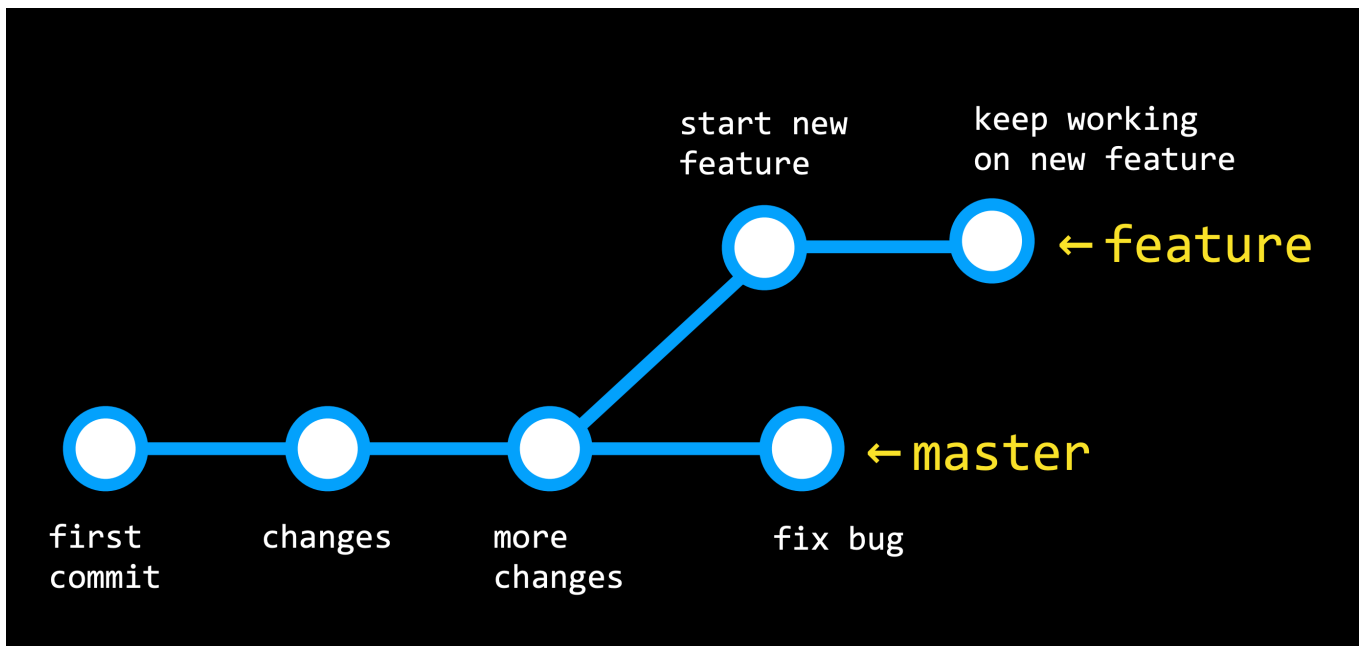 start new
feature
keep working
on new feature
← feature
← master
first
commit
changes
more
changes
fix bug